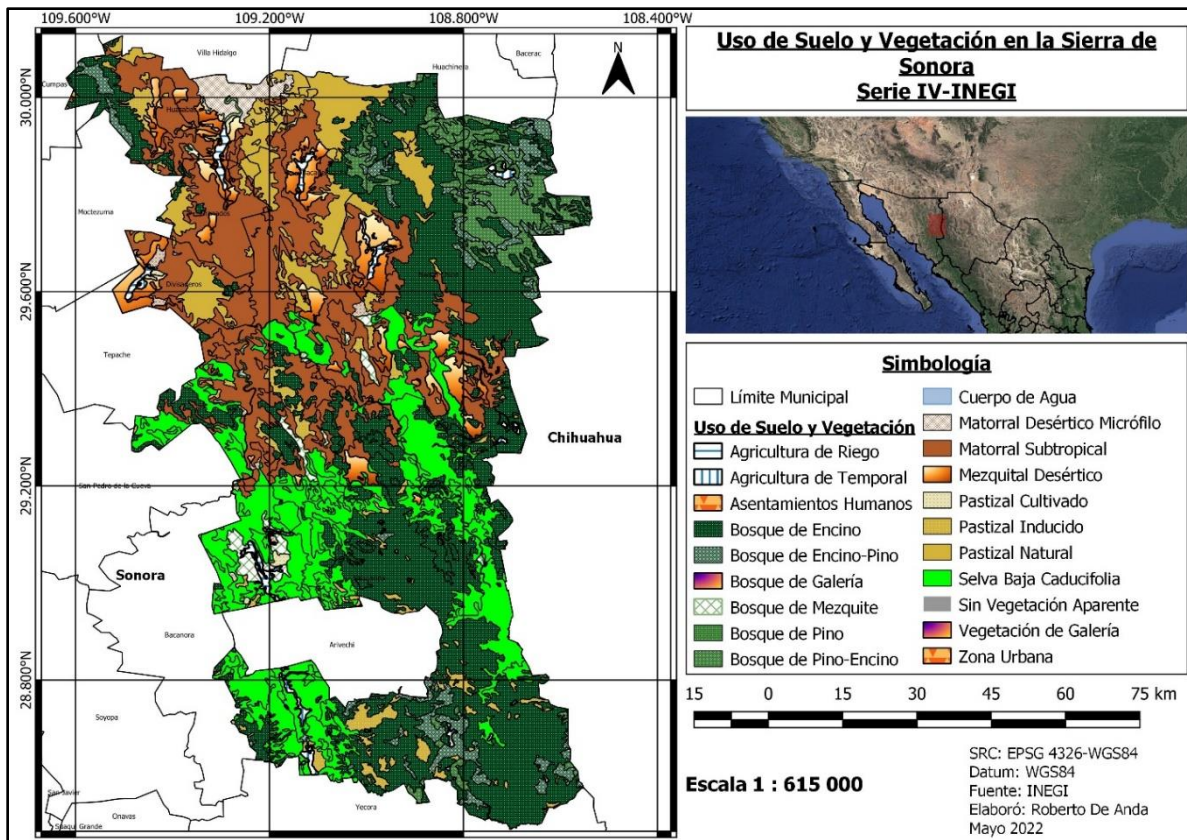 109.600°W 109.200°W 108.800°W 108.400°W
30.000°N
29.600°N
29.200°N
28.800°N
Villa Hidalgo
Bacerac
Huachinera
Cumpas
N
Moctezuma
Divisaderos
Tepache
Chihuahua
San Pedro de la Cueva
Sonora
Bacanora
Arivechi
Soyopa
San Javier
Onavas
Suaqui Grande
Yecora
Uso de Suelo y Vegetación en la Sierra de
Sonora
Serie IV-INEGI
Simbología
Límite Municipal
Uso de Suelo y Vegetación
Agricultura de Riego
Agricultura de Temporal
Asentamientos Humanos
Bosque de Encino
Bosque de Encino-Pino
Bosque de Galería
Bosque de Mezquite
Bosque de Pino
Bosque de Pino-Encino
Cuerpo de Agua
Matorral Desértico Micrófilo
Matorral Subtropical
Mezquital Desértico
Pastizal Cultivado
Pastizal Inducido
Pastizal Natural
Selva Baja Caducifolia
Sin Vegetación Aparente
Vegetación de Galería
Zona Urbana
15 0 15 30 45 60 75 km
Escala 1 : 615 000
SRC: EPSG 4326-WGS84
Datum: WGS84
Fuente: INEGI
Elaboró: Roberto De Anda
Mayo 2022